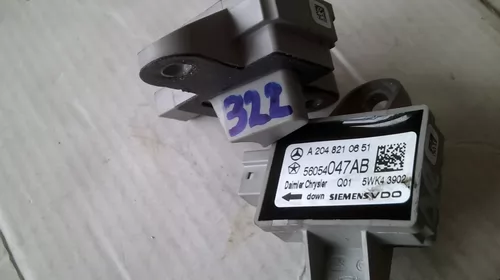 322
A 204 821 06 51
56054047AB
Daimler Chrysler Q01 5WK4 3902
down SIEMENS VDO